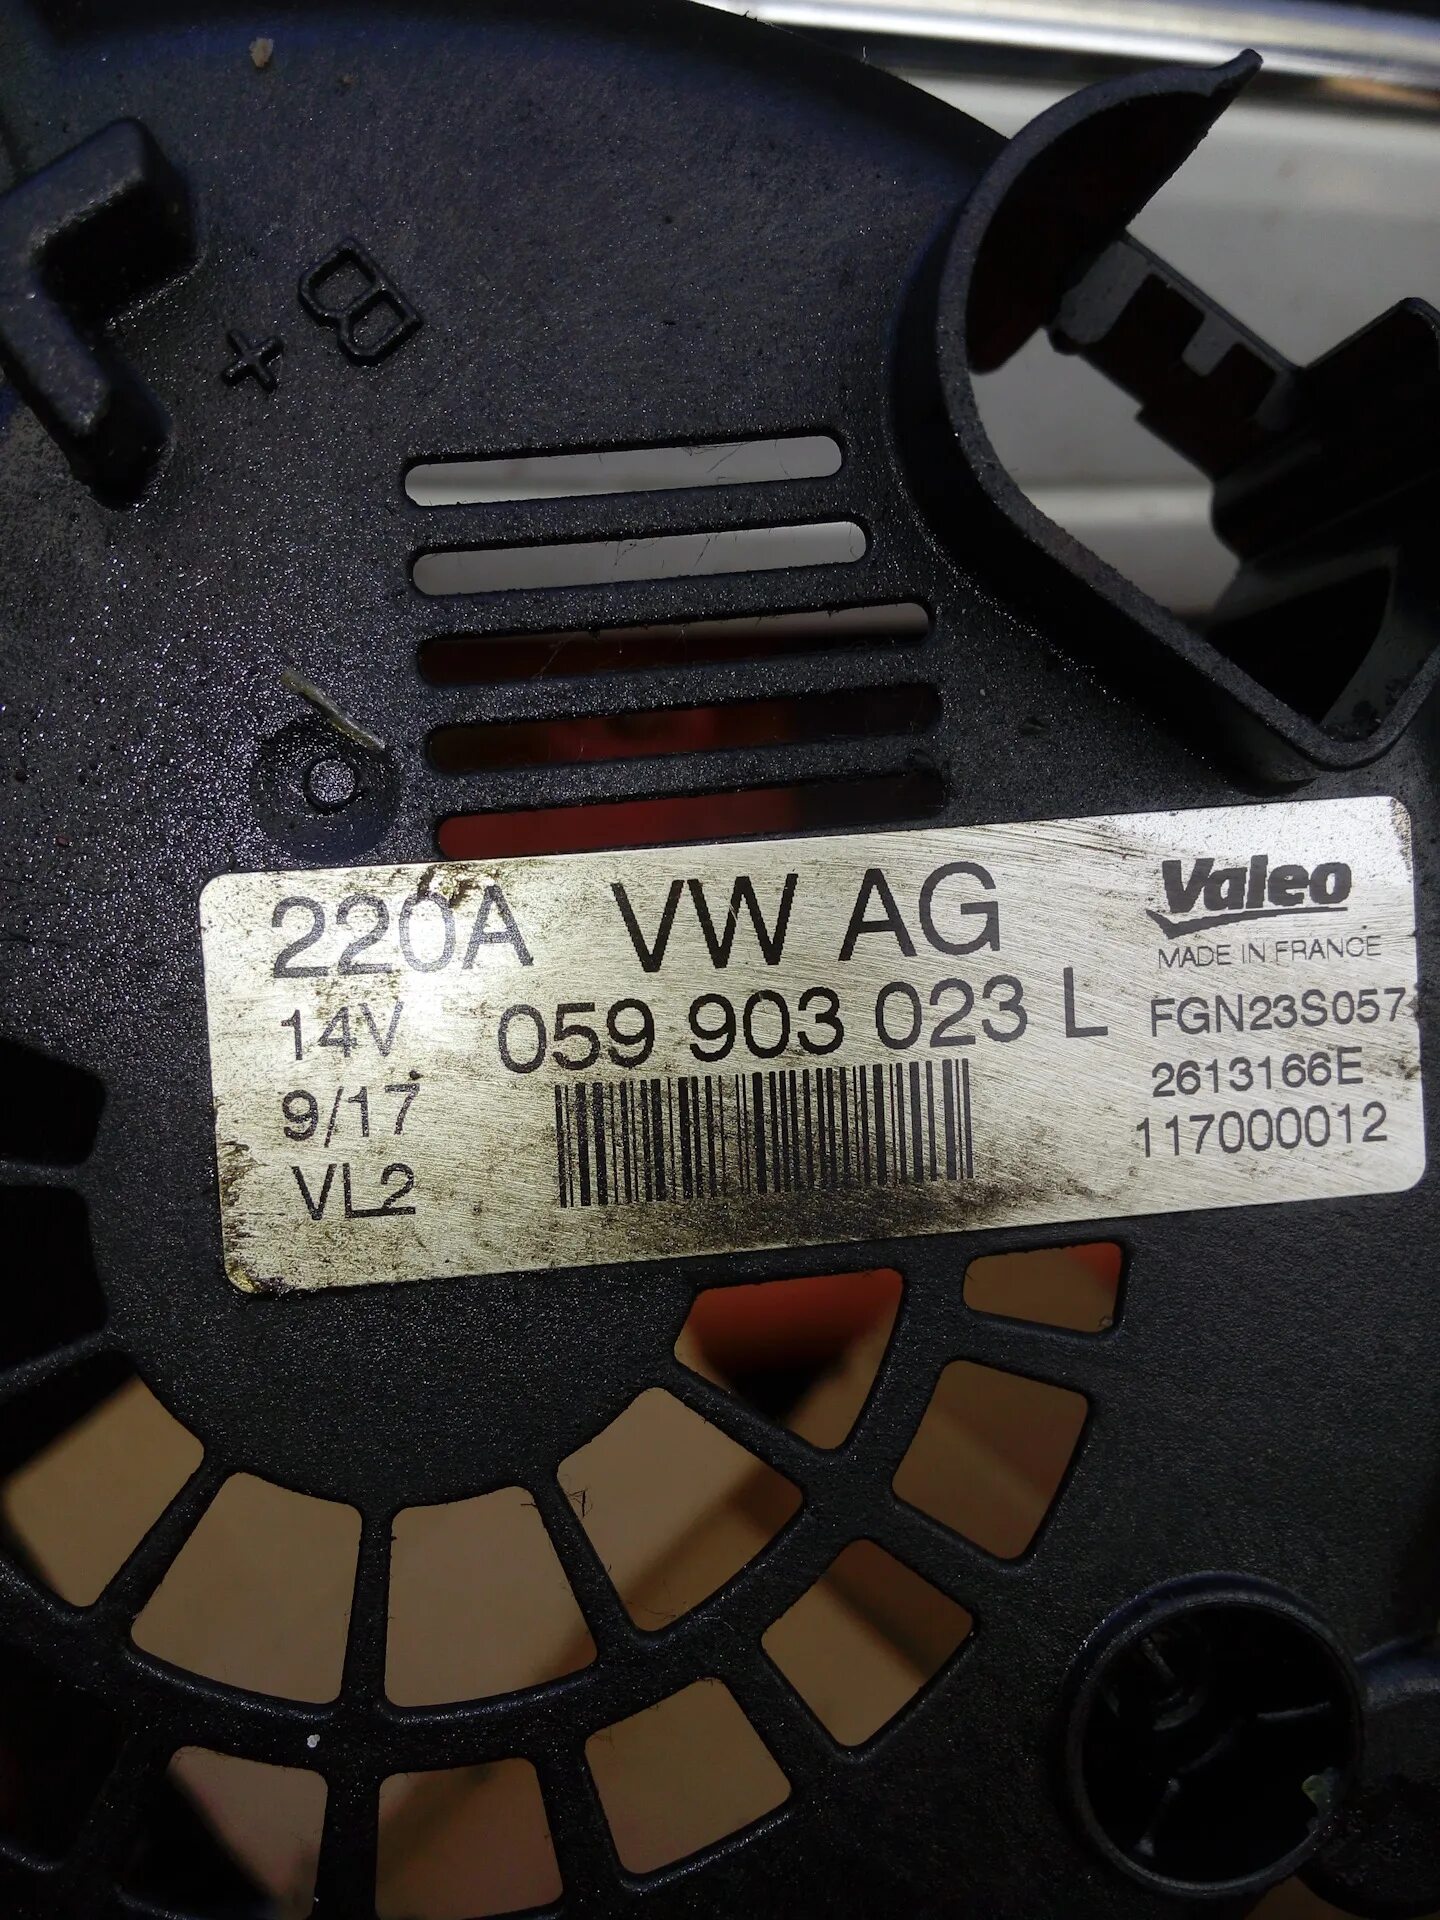 B
+
220A VW AG
14V 059 903 023 L
9/17
VL2
Valeo
MADE IN FRANCE
FGN23S057
2613166E
117000012